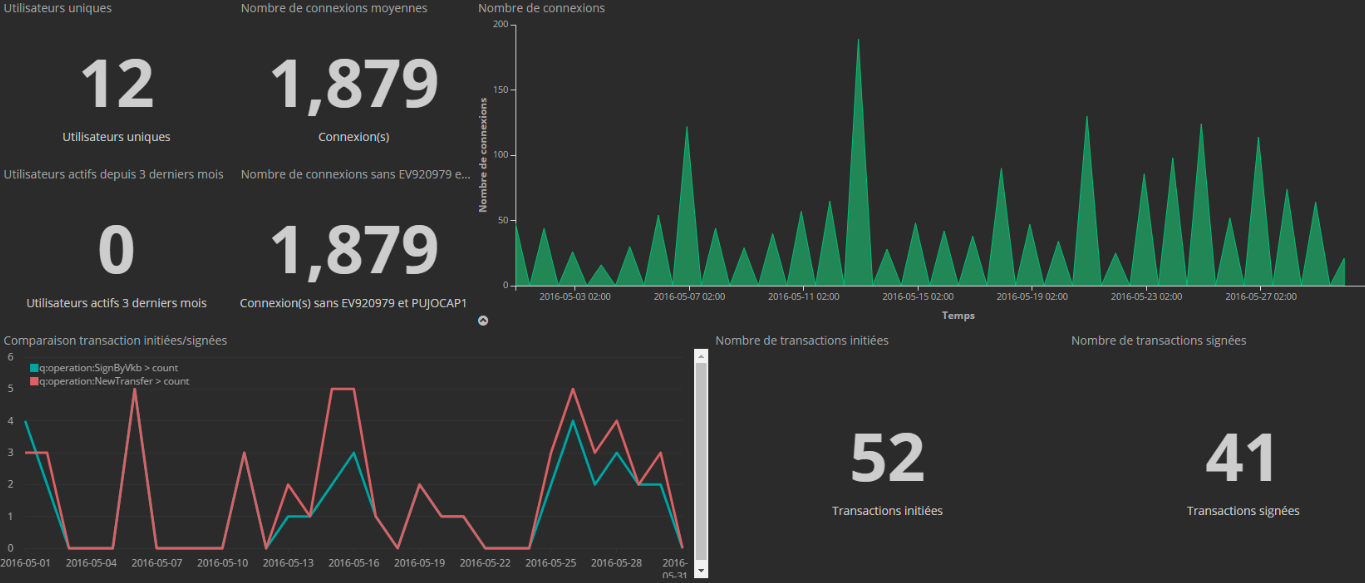 Utilisateurs uniques
12
Utilisateurs uniques
Nombre de connexions moyennes
1,879
Connexion(s)
Nombre de connexions
Nombre de connexions
200
150
100
50
0
2016-05-03 02:00
2016-05-07 02:00
2016-05-11 02:00
2016-05-15 02:00
2016-05-19 02:00
2016-05-23 02:00
2016-05-27 02:00
Temps
Utilisateurs actifs depuis 3 derniers mois
0
Utilisateurs actifs 3 derniers mois
Nombre de connexions sans EV920979 e...
1,879
Connexion(s) sans EV920979 et PUJOCAP1
Comparaison transaction initiées/signées
q:operation:SignByVkb > count
q:operation:NewTransfer > count
6
5
4
3
2
1
0
2016-05-01
2016-05-04
2016-05-07
2016-05-10
2016-05-13
2016-05-16
2016-05-19
2016-05-22
2016-05-25
2016-05-28
2016-
05-31
Nombre de transactions initiées
52
Transactions initiées
Nombre de transactions signées
41
Transactions signées